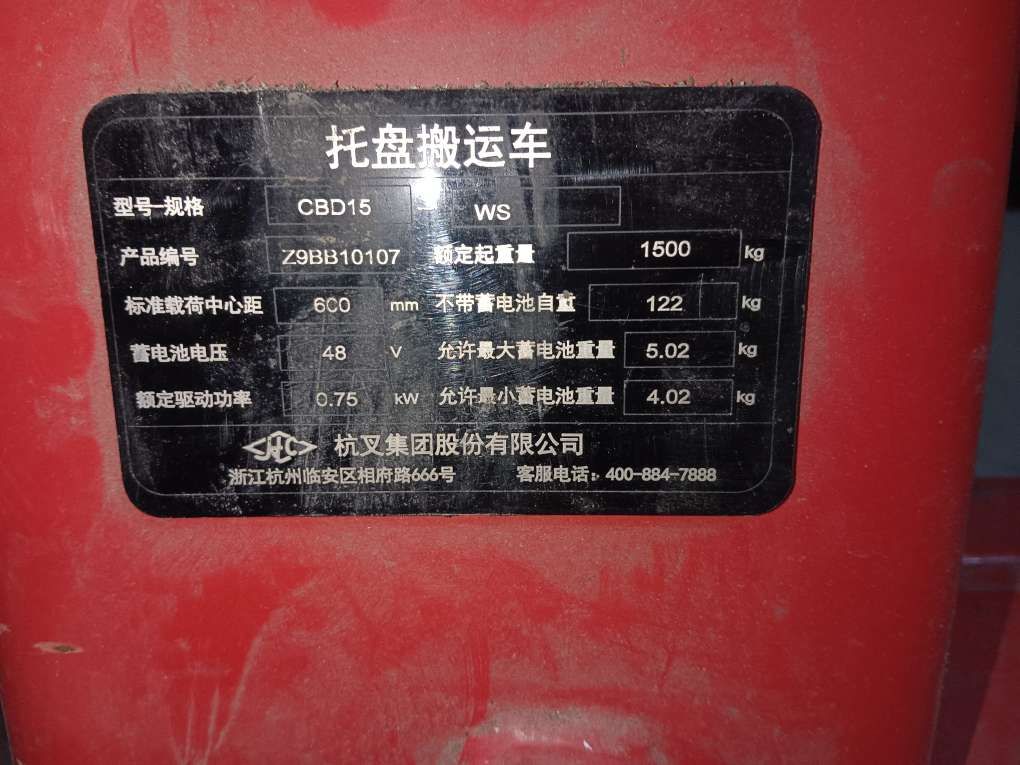 托盘搬运车
型号-规格 CBD15 - WS
产品编号 Z9BB10107 额定起重量 1500 kg
标准载荷中心距 600 mm 不带蓄电池自重 122 kg
蓄电池电压 48 V 允许最大蓄电池重量 5.02 kg
额定驱动功率 0.75 kW 允许最小蓄电池重量 4.02 kg
HC 杭叉集团股份有限公司
浙江杭州临安区相府路666号 客服电话：400-884-7888